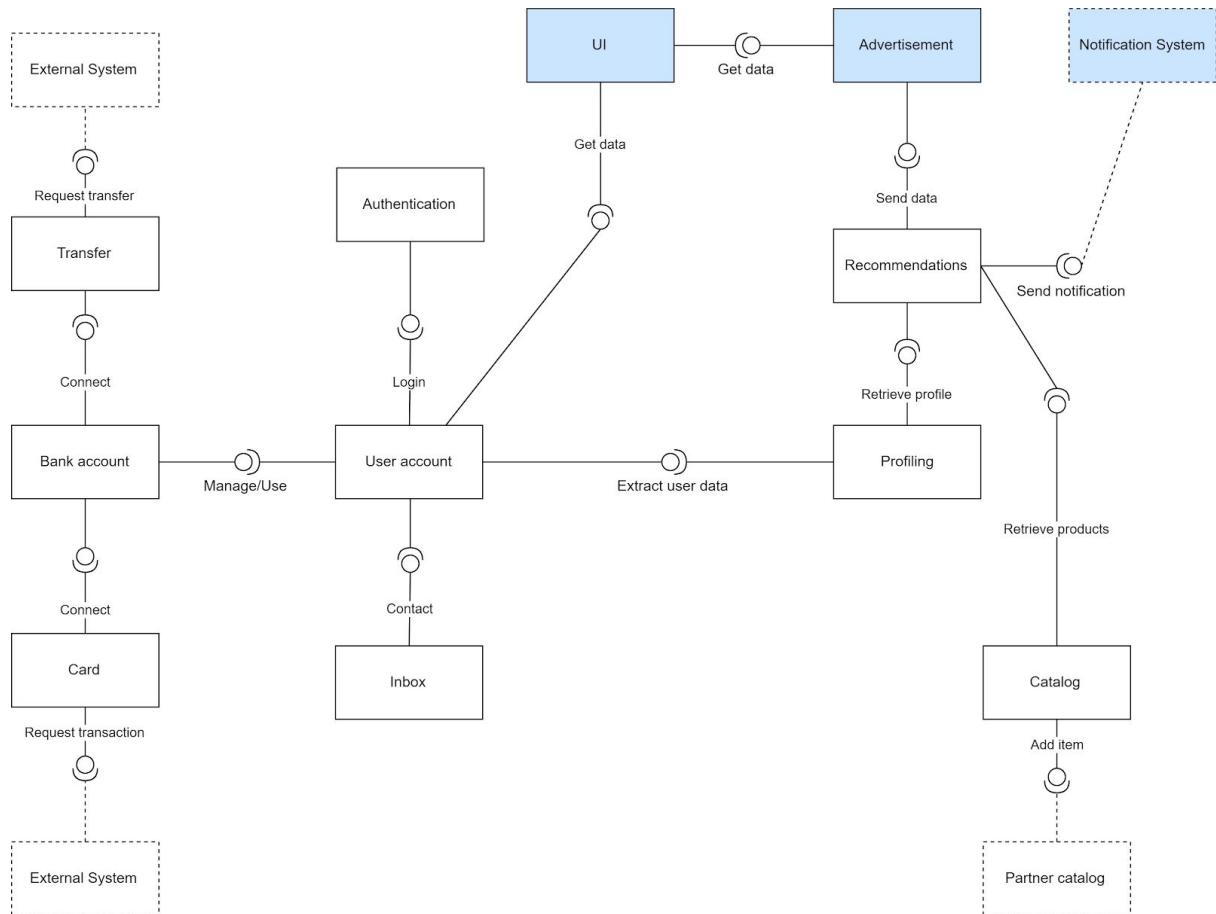 UI
Advertisement
Notification System
External System
Get data
Get data
Authentication
Request transfer
Send data
Transfer
Recommendations
Send notification
Connect
Login
Retrieve profile
Bank account
User account
Profiling
Manage/Use
Extract user data
Retrieve products
Connect
Contact
Card
Inbox
Catalog
Request transaction
Add item
External System
Partner catalog